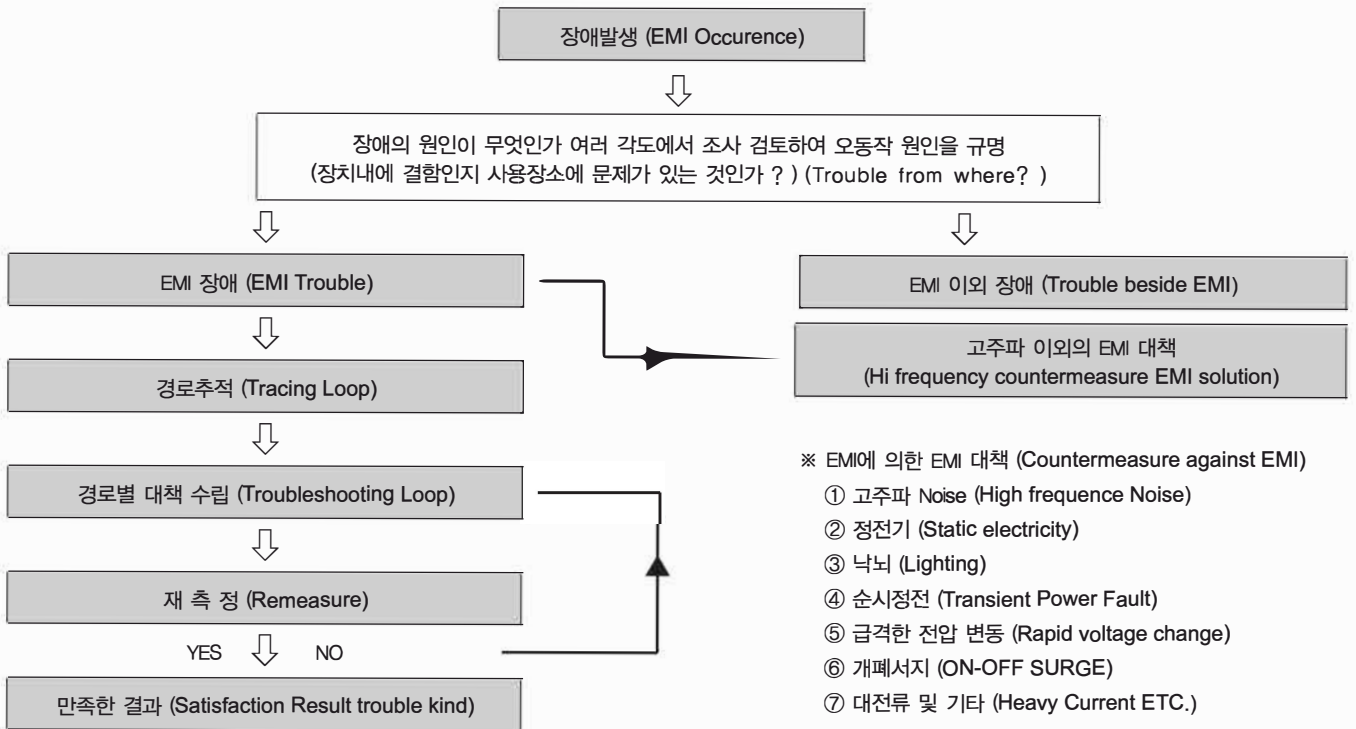 장애발생 (EMI Occurence)
장애의 원인이 무엇인가 여러 각도에서 조사 검토하여 오동작 원인을 규명
(장치내에 결함인지 사용장소에 문제가 있는 것인가 ? ) (Trouble from where? )
EMI 장애 (EMI Trouble)
경로추적 (Tracing Loop)
경로별 대책 수립 (Troubleshooting Loop)
재 측 정 (Remeasure)
YES NO
만족한 결과 (Satisfaction Result trouble kind)
EMI 이외 장애 (Trouble beside EMI)
고주파 이외의 EMI 대책
(Hi frequency countermeasure EMI solution)
※ EMI에 의한 EMI 대책 (Countermeasure against EMI)
① 고주파 Noise (High frequence Noise)
② 정전기 (Static electricity)
③ 낙뇌 (Lighting)
④ 순시정전 (Transient Power Fault)
⑤ 급격한 전압 변동 (Rapid voltage change)
⑥ 개폐서지 (ON-OFF SURGE)
⑦ 대전류 및 기타 (Heavy Current ETC.)